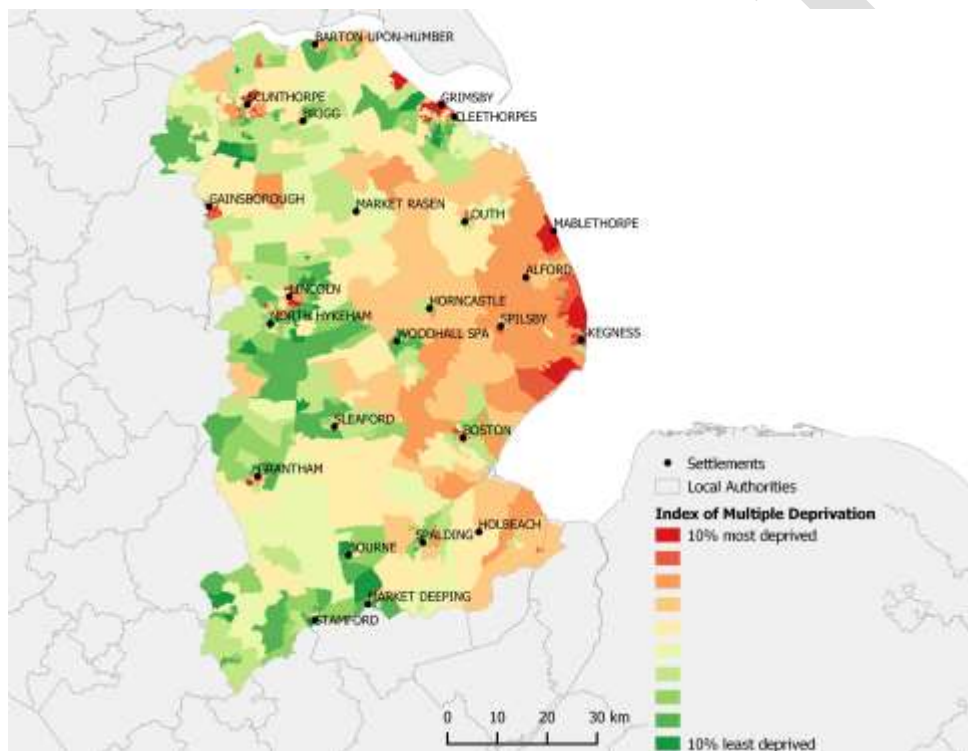 BARTON-UPON-HUMBER
SCUNTHORPE
GRIMSBY
BRIGG
CLEETHORPES
GAINSBOROUGH
MARKET RASEN
LOUTH
MABLETHORPE
ALFORD
LINCOLN
HORNCASTLE
NORTH HYKEHAM
SPILSBY
WOODHALL SPA
SKEGNESS
SLEAFORD
BOSTON
GRANTHAM
HOLBEACH
SPALDING
BOURNE
MARKET DEEPING
STAMFORD
Settlements
Local Authorities
Index of Multiple Deprivation
10% most deprived
10% least deprived
0 10 20 30 km